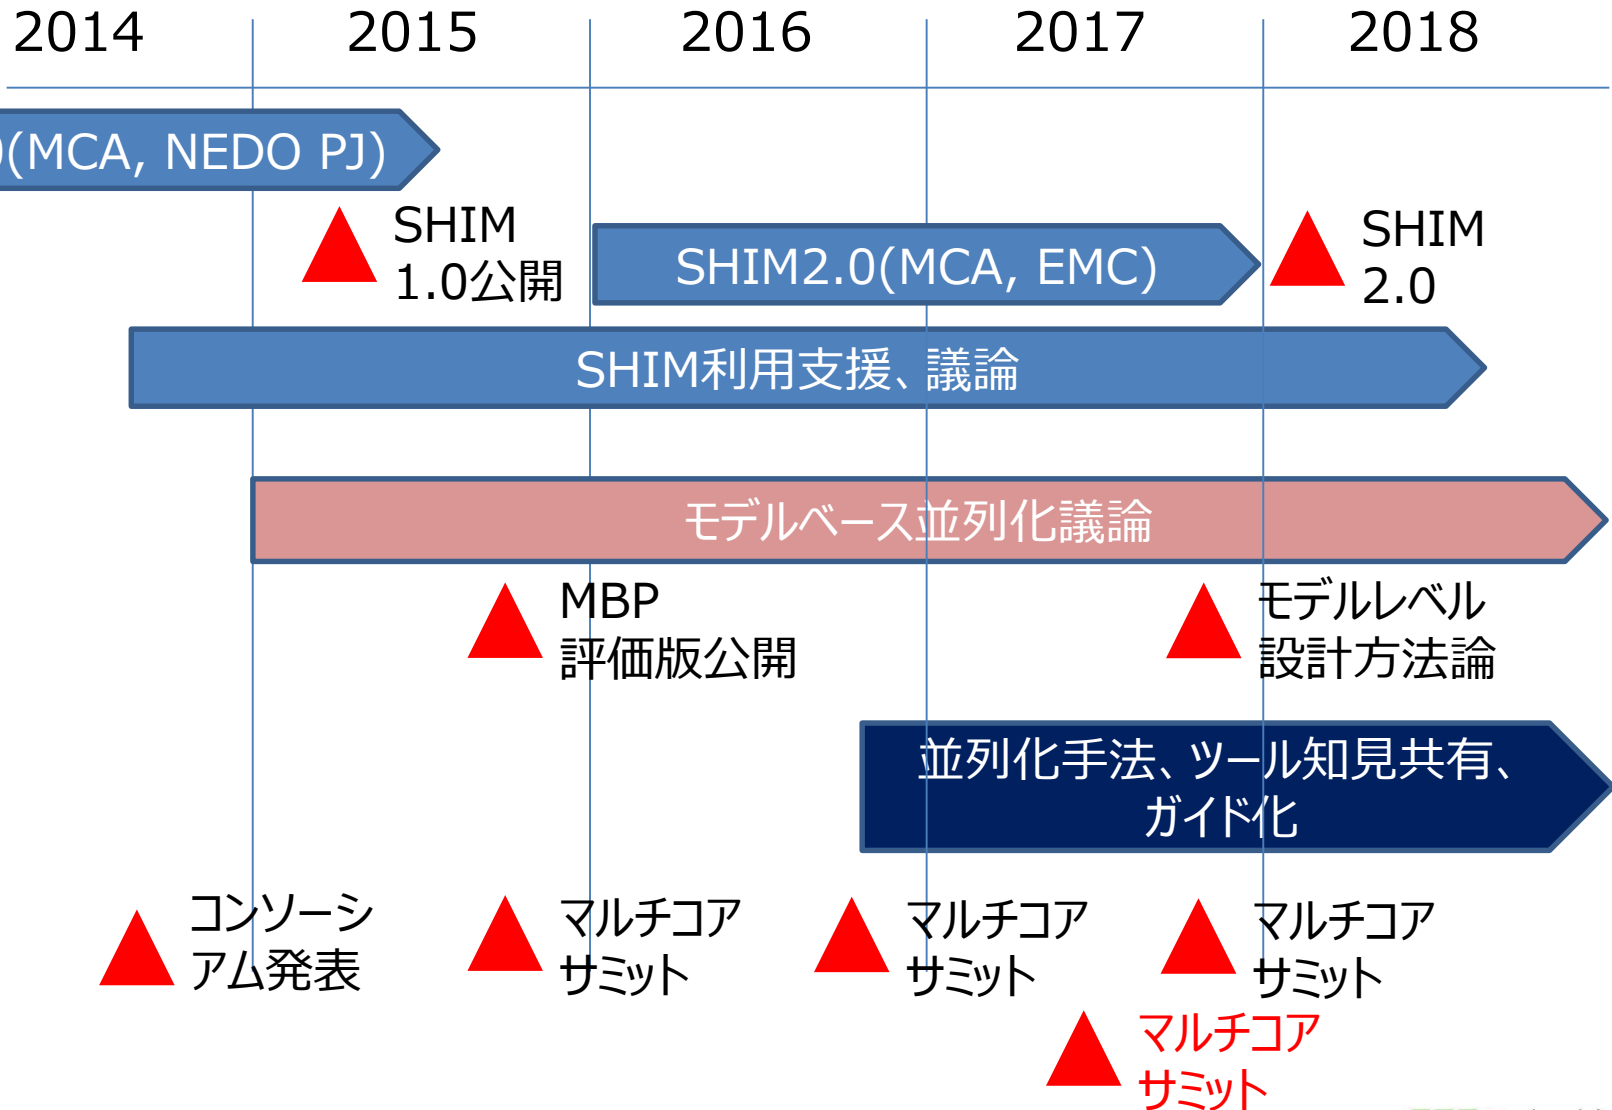 2014
2015
2016
2017
2018
(MCA, NEDO PJ)
SHIM
1.0公開
SHIM2.0(MCA, EMC)
SHIM
2.0
SHIM利用支援、議論
モデルベース並列化議論
MBP
評価版公開
モデルレベル
設計方法論
並列化手法、ツール知見共有、
ガイド化
コンソーシ
アム発表
マルチコア
サミット
マルチコア
サミット
マルチコア
サミット
マルチコア
サミット